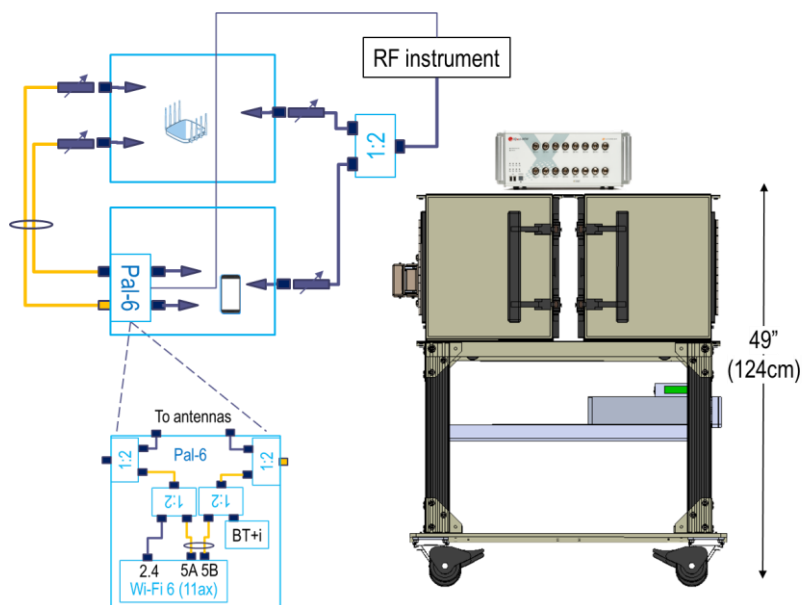 RF instrument
1:2
Pal-6
49”
(124cm)
To antennas
Pal-6
1:2
1:2
1:2
1:2
BT+i
2.4
5A 5B
Wi-Fi 6 (11ax)